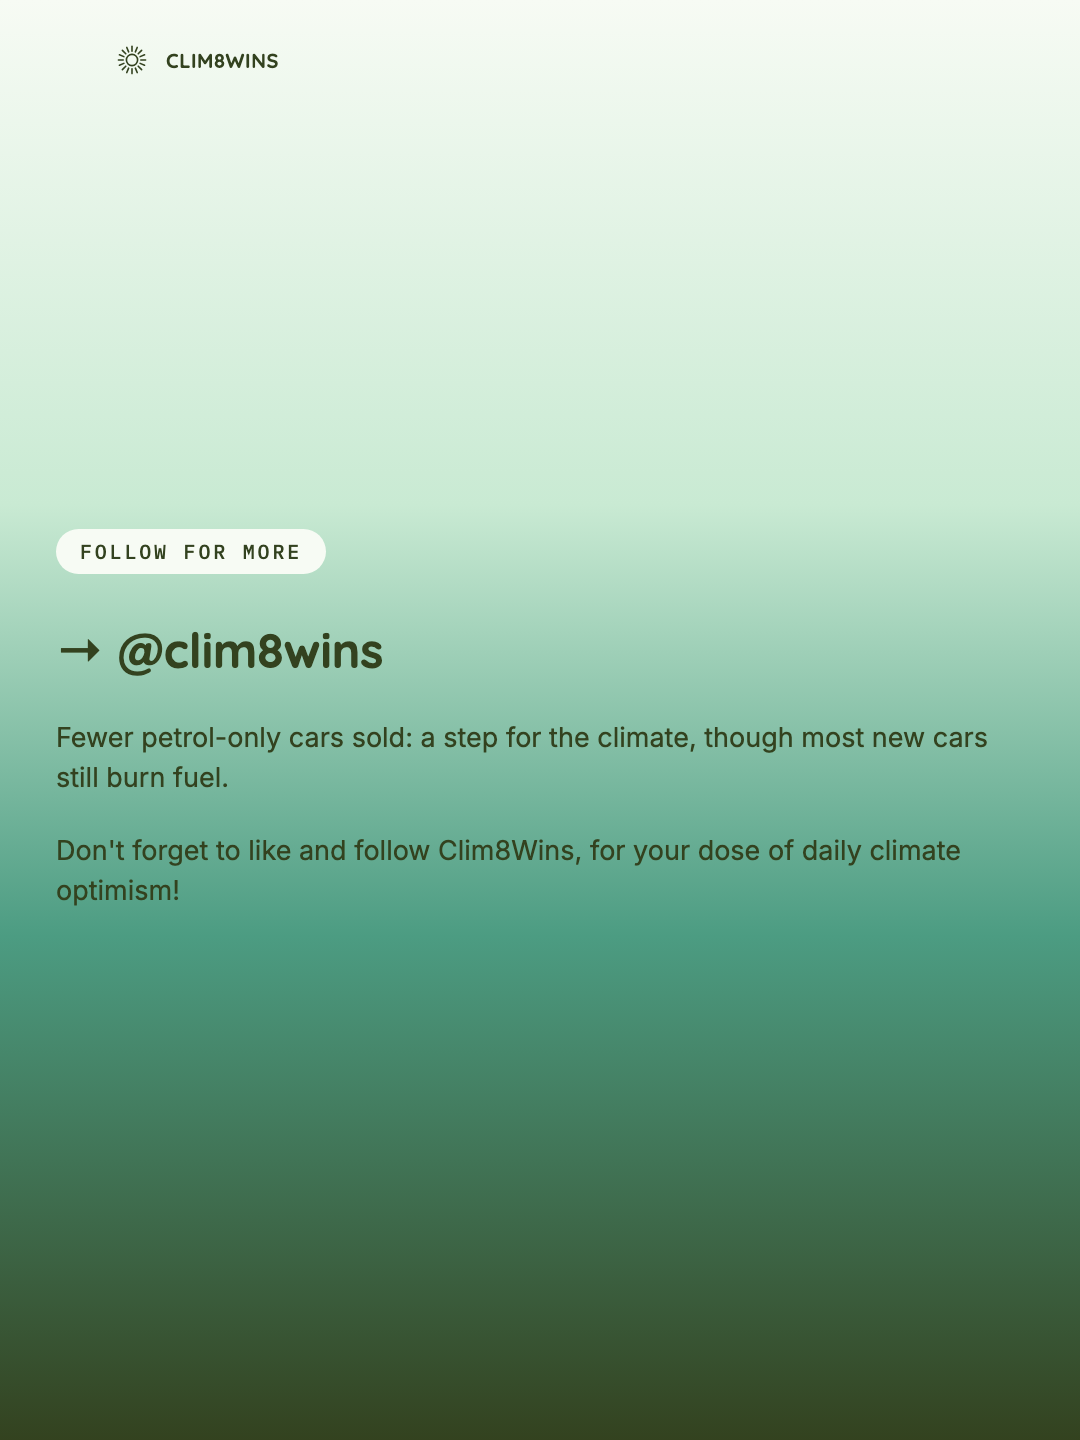 CLIM8WINS
FOLLOW FOR MORE
→ @clim8wins
Fewer petrol-only cars sold: a step for the climate, though most new cars
still burn fuel.
Don't forget to like and follow Clim8Wins, for your dose of daily climate
optimism!